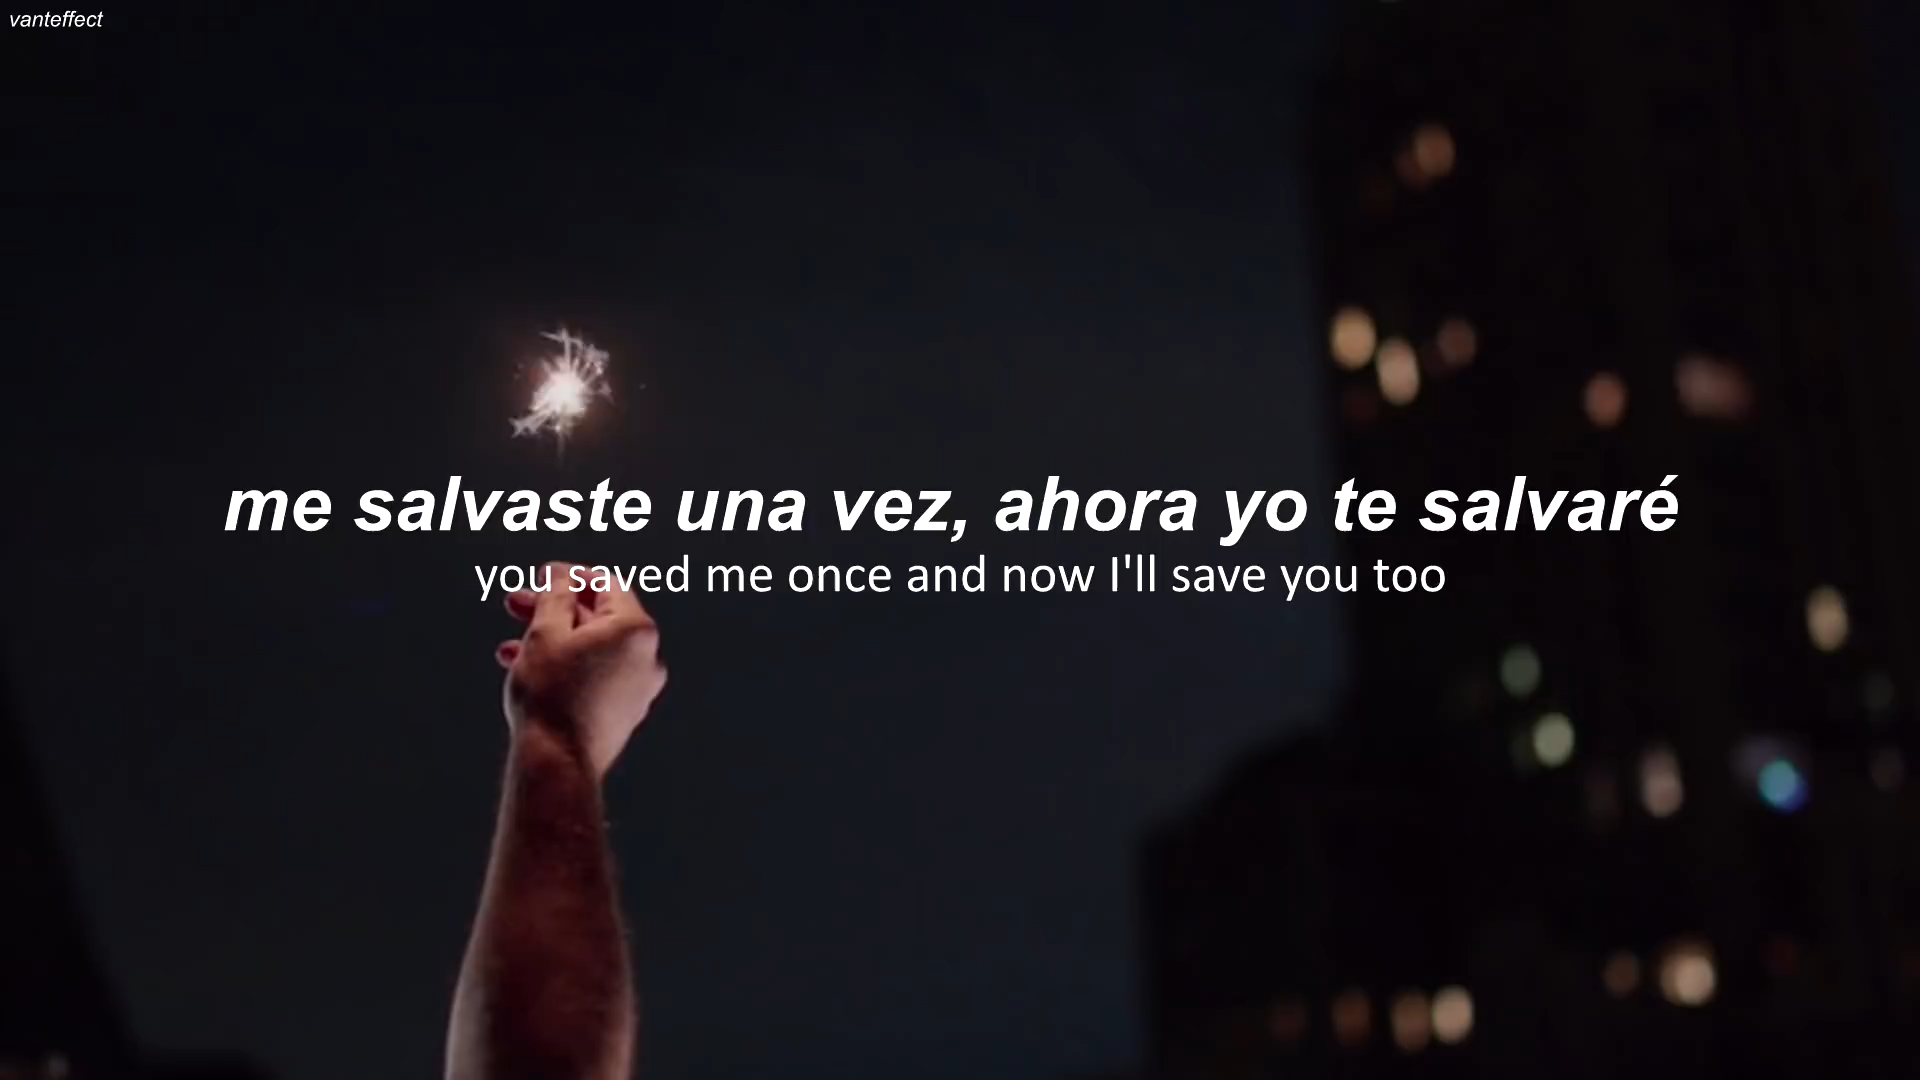 vanteffect
me salvaste una vez, ahora yo te salvaré
you saved me once and now I'll save you too